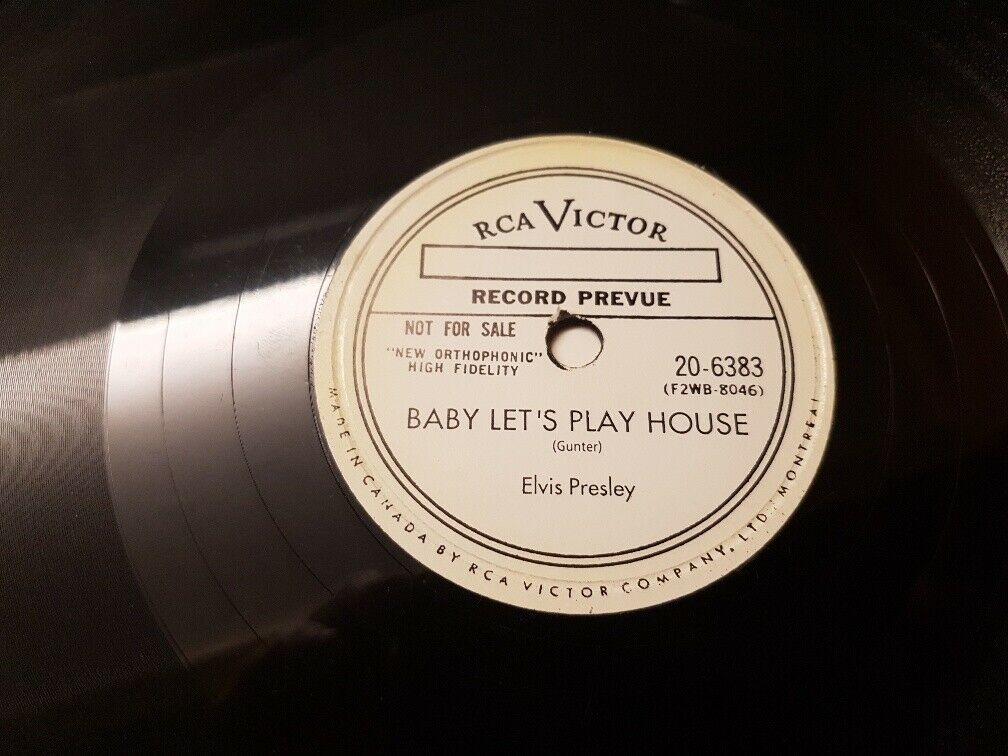 RCA VICTOR
RECORD PREVUE
NOT FOR SALE
"NEW ORTHOPHONIC"
HIGH FIDELITY
20-6383
(F2WB-8046)
BABY LET'S PLAY HOUSE
(Gunter)
Elvis Presley
MADE IN CANADA BY RCA VICTOR COMPANY, LTD., MONTREAL